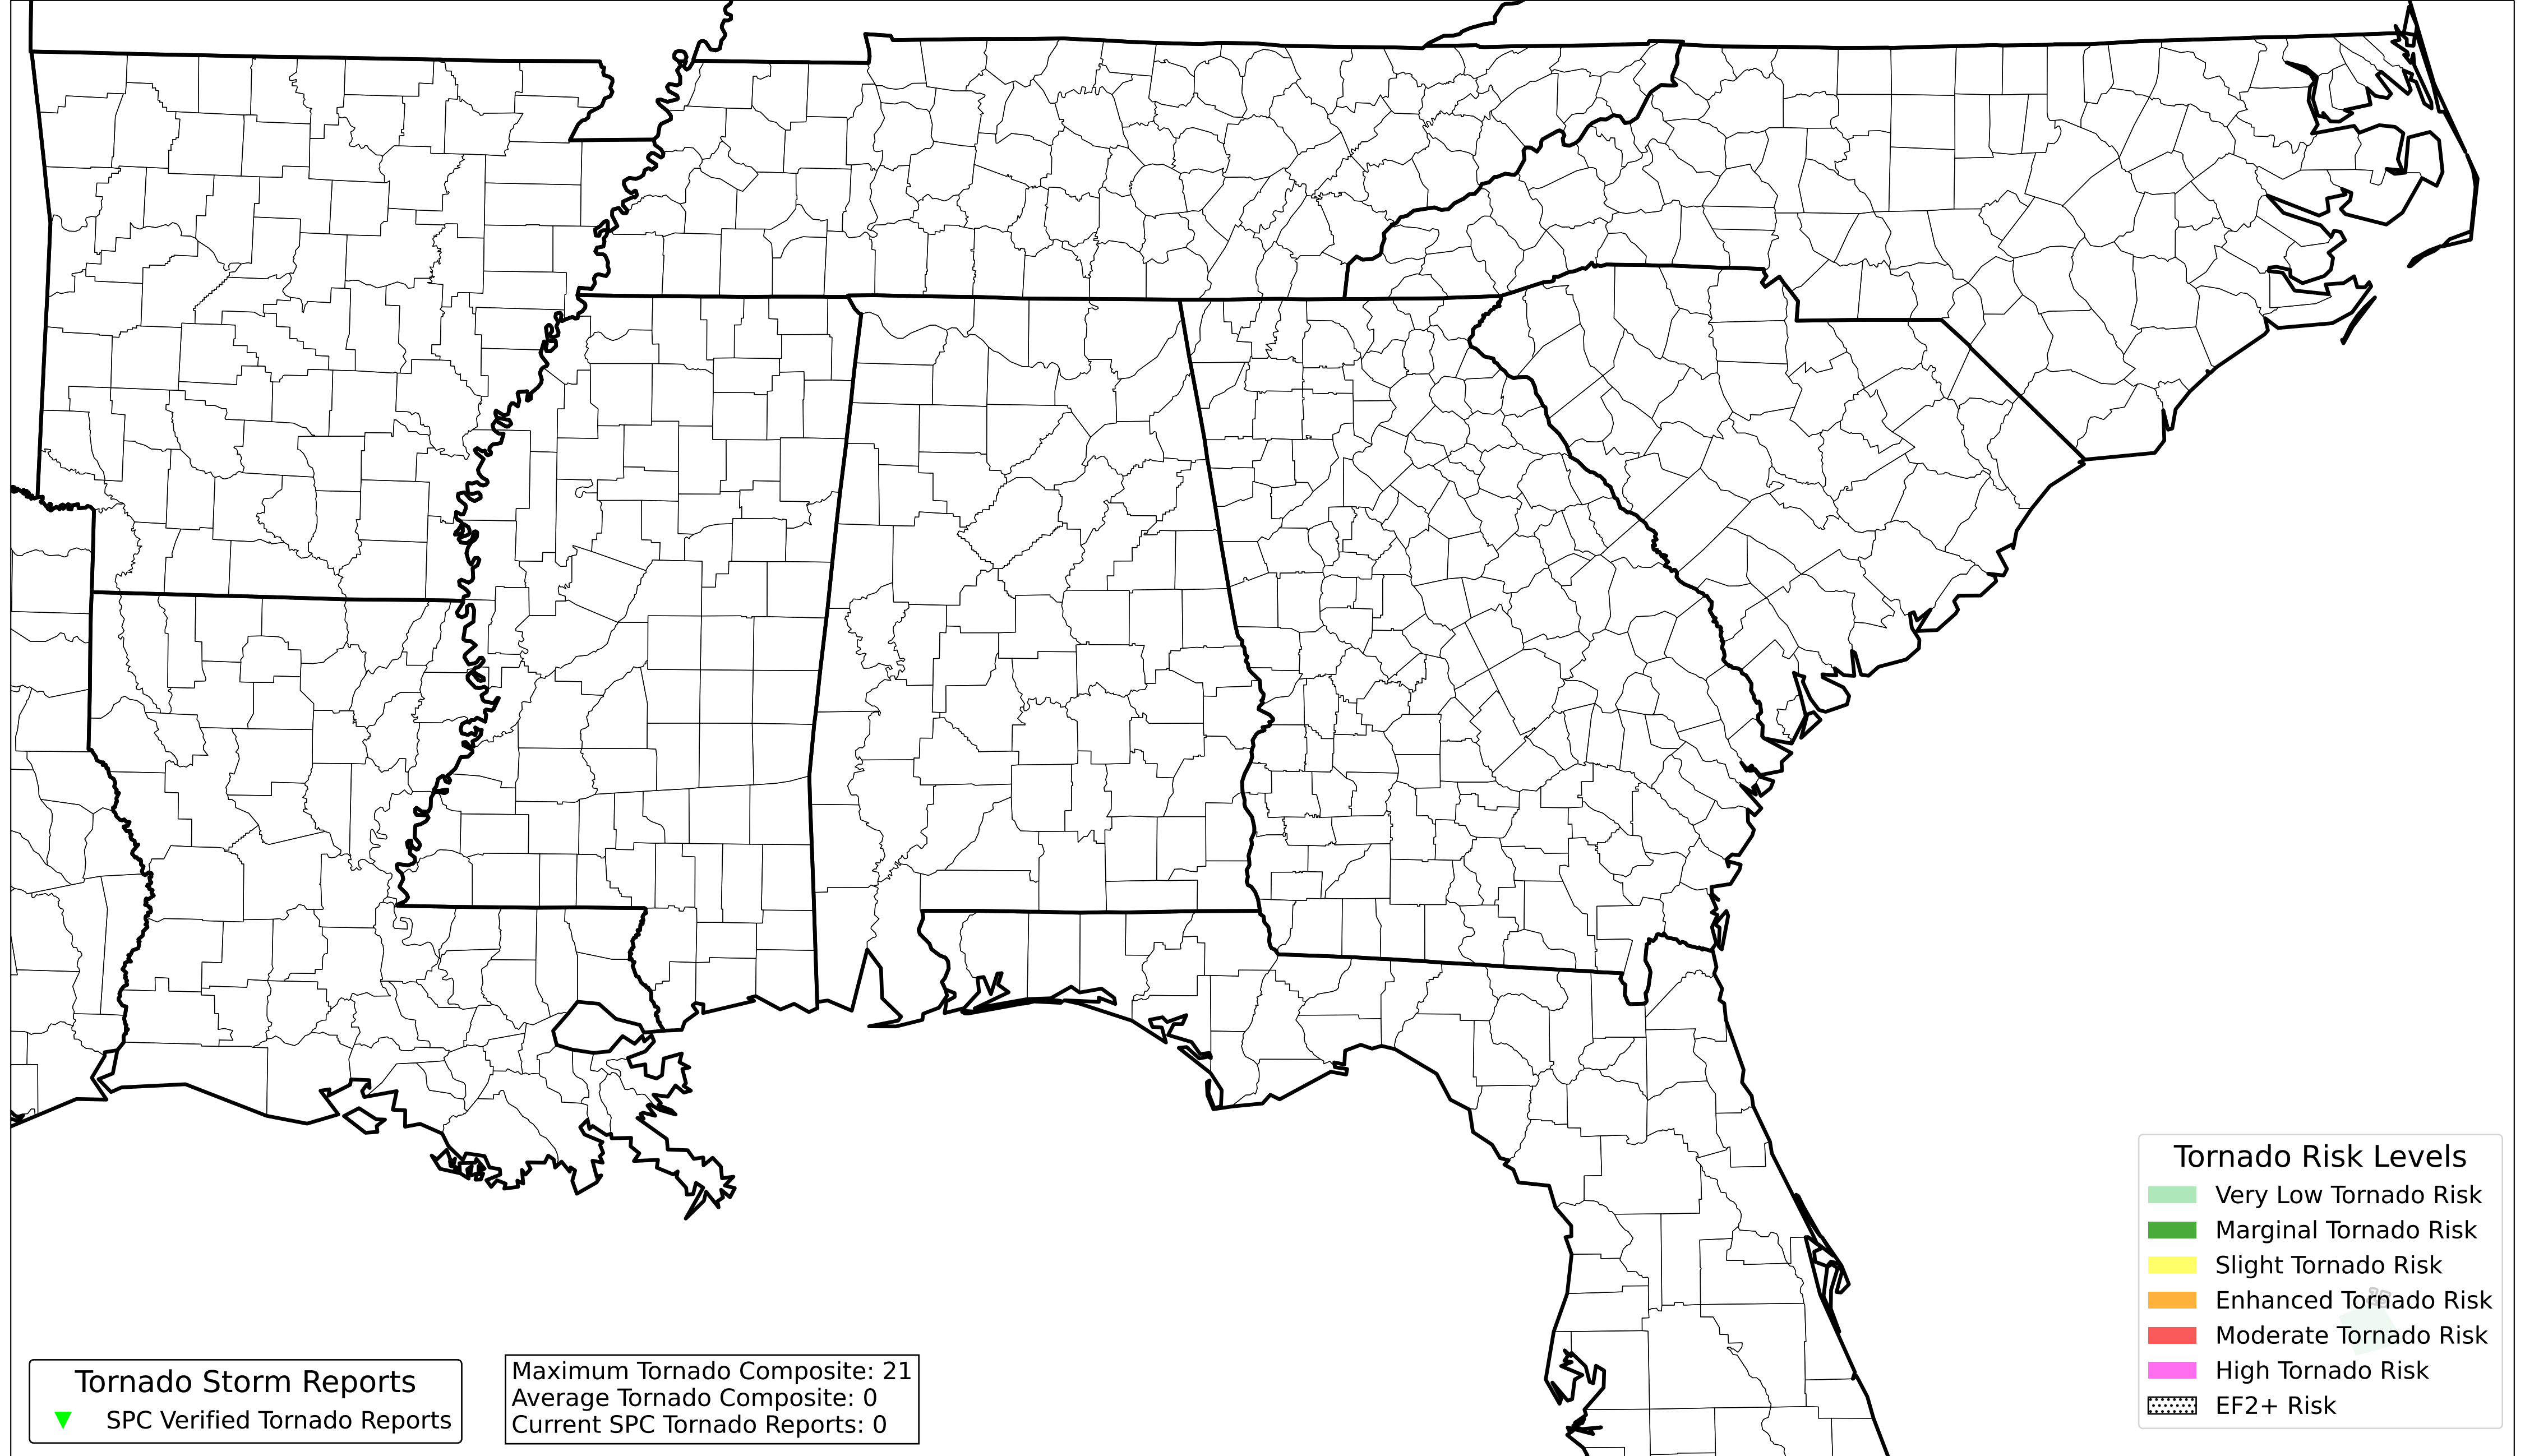 Tornado Risk Levels
Very Low Tornado Risk
Marginal Tornado Risk
Slight Tornado Risk
Enhanced Tornado Risk
Moderate Tornado Risk
High Tornado Risk
EF2+ Risk
Tornado Storm Reports
SPC Verified Tornado Reports
Maximum Tornado Composite: 21
Average Tornado Composite: 0
Current SPC Tornado Reports: 0